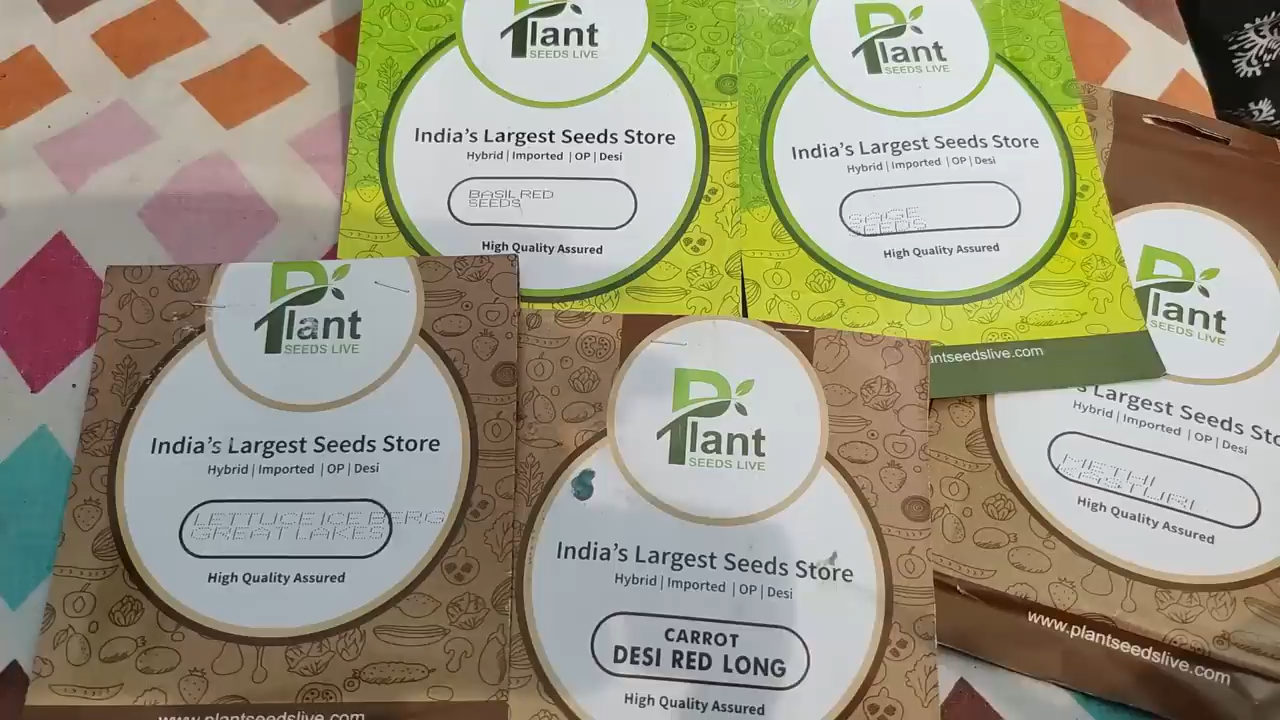 Plant
SEEDS LIVE
India's Largest Seeds Store
Hybrid | Imported | OP | Desi
BASIL RED
SEEDS
High Quality Assured
Plant
SEEDS LIVE
India's Largest Seeds Store
Hybrid | Imported | OP | Desi
SAGE
SEEDS
High Quality Assured
antseedslive.com
Plant
SEEDS LIVE
India's Largest Seeds Store
Hybrid | Imported | OP | Desi
LETTUCE ICE BERG
GREAT LAKES
High Quality Assured
www.plantseedslive.com
Plant
SEEDS LIVE
India's Largest Seeds Store
Hybrid | Imported | OP | Desi
CARROT
DESI RED LONG
High Quality Assured
Plant
SEEDS LIVE
Largest Seeds Sto
Hybrid | Imported | OP | Desi
METHI
KASTURI
High Quality Assured
www.plantseedslive.com